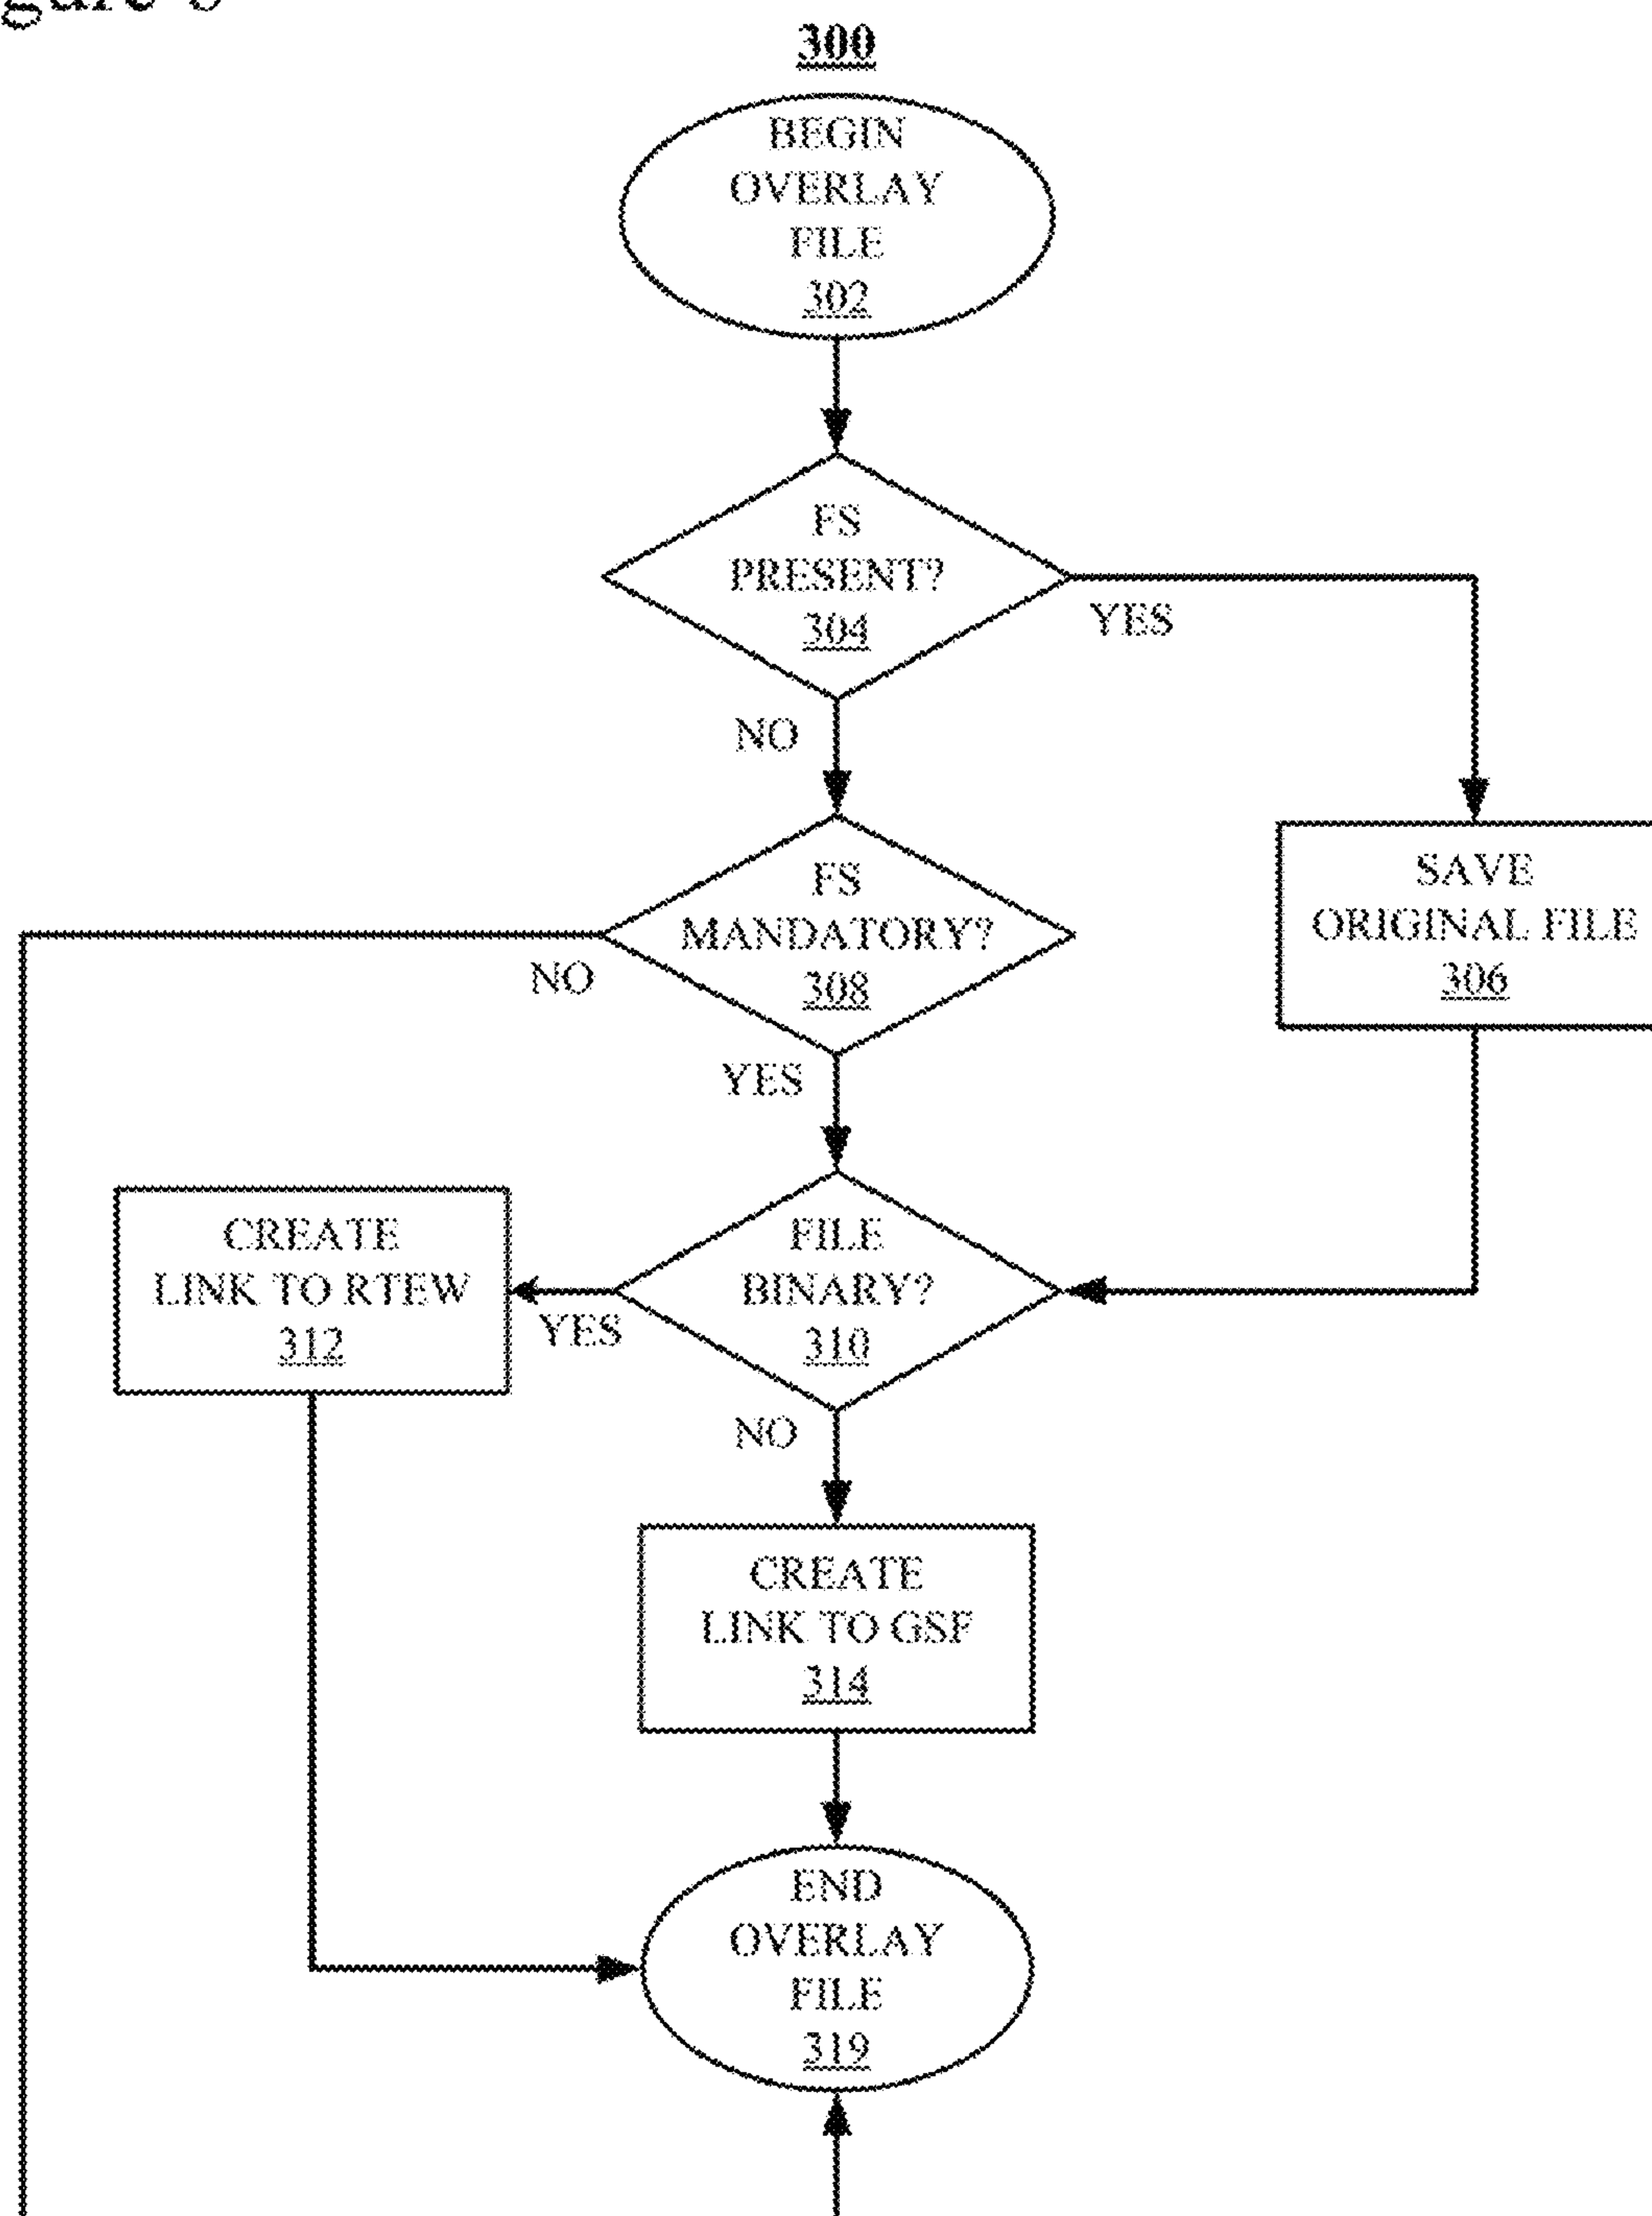 300
BEGIN
OVERLAY
FILE
302
FS
PRESENT?
304
YES
NO
FS
MANDATORY?
308
NO
YES
SAVE
ORIGINAL FILE
306
CREATE
LINK TO RTEW
312
YES
FILE
BINARY?
310
NO
CREATE
LINK TO GSF
314
END
OVERLAY
FILE
319